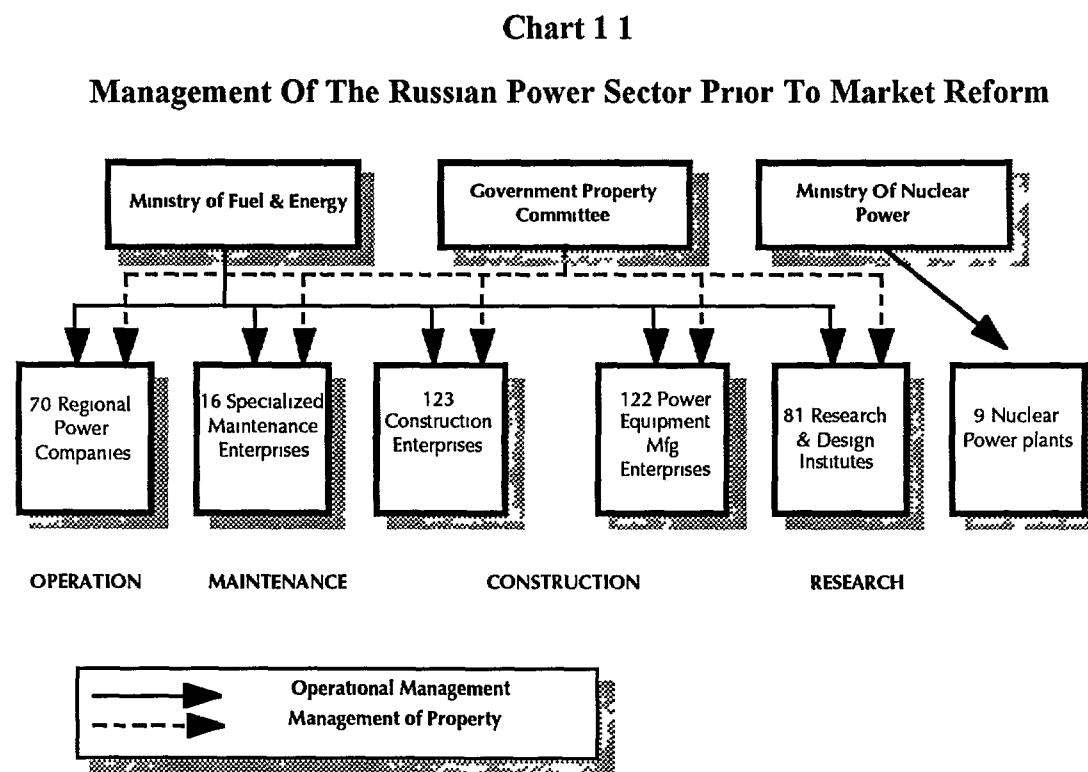 Chart 1 1
Management Of The Russian Power Sector Prior To Market Reform
Ministry of Fuel & Energy
Government Property
Committee
Ministry Of Nuclear
Power
70 Regional
Power
Companies
16 Specialized
Maintenance
Enterprises
123
Construction
Enterprises
122 Power
Equipment
Mfg
Enterprises
81 Research
& Design
Institutes
9 Nuclear
Power plants
OPERATION
MAINTENANCE
CONSTRUCTION
RESEARCH
Operational Management
Management of Property